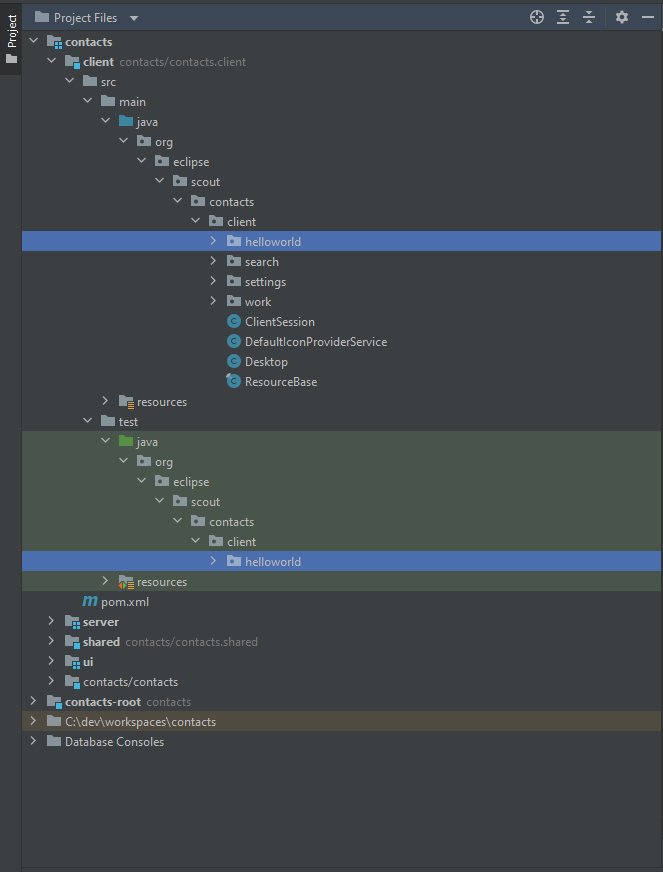 Project
Project Files
contacts
client contacts/contacts.client
src
main
java
org
eclipse
scout
contacts
client
helloworld
search
settings
work
C ClientSession
C DefaultIconProviderService
C Desktop
C ResourceBase
resources
test
java
org
eclipse
scout
contacts
client
helloworld
resources
m pom.xml
server
shared contacts/contacts.shared
ui
contacts/contacts
contacts-root contacts
C:\dev\workspaces\contacts
Database Consoles